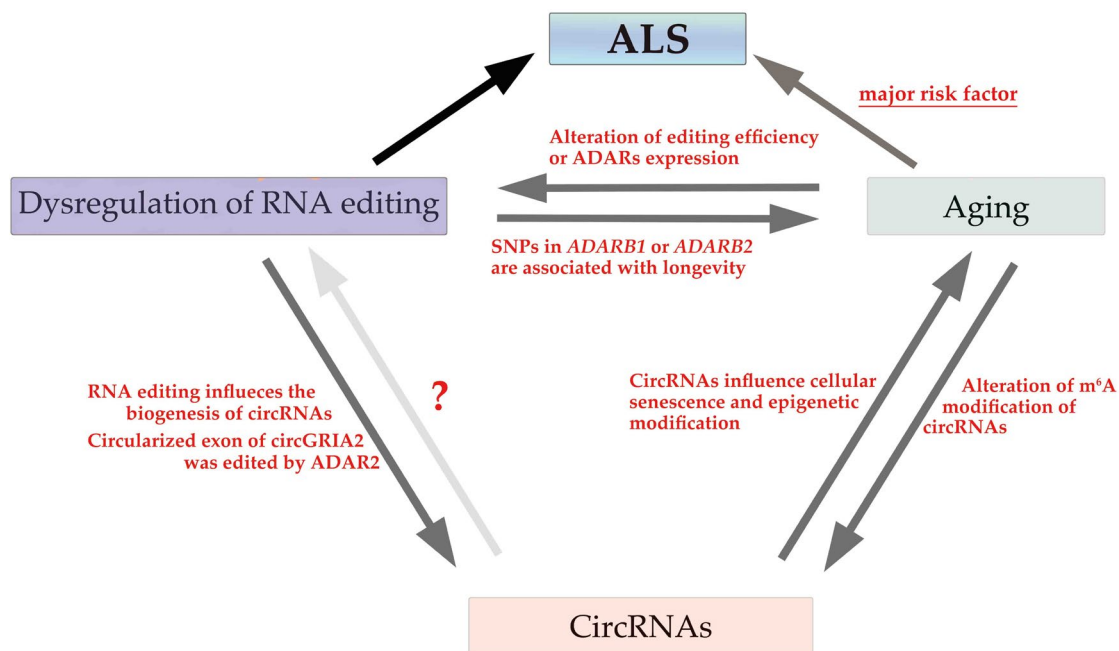 ALS
major risk factor
Alteration of editing efficiency
or ADARs expression
Dysregulation of RNA editing
Aging
SNPs in ADARB1 or ADARB2
are associated with longevity
RNA editing influeces the
biogenesis of circRNAs
Circularized exon of circGRIA2
was edited by ADAR2
?
CircRNAs influence cellular
senescence and epigenetic
modification
Alteration of m⁶A
modification of
circRNAs
CircRNAs